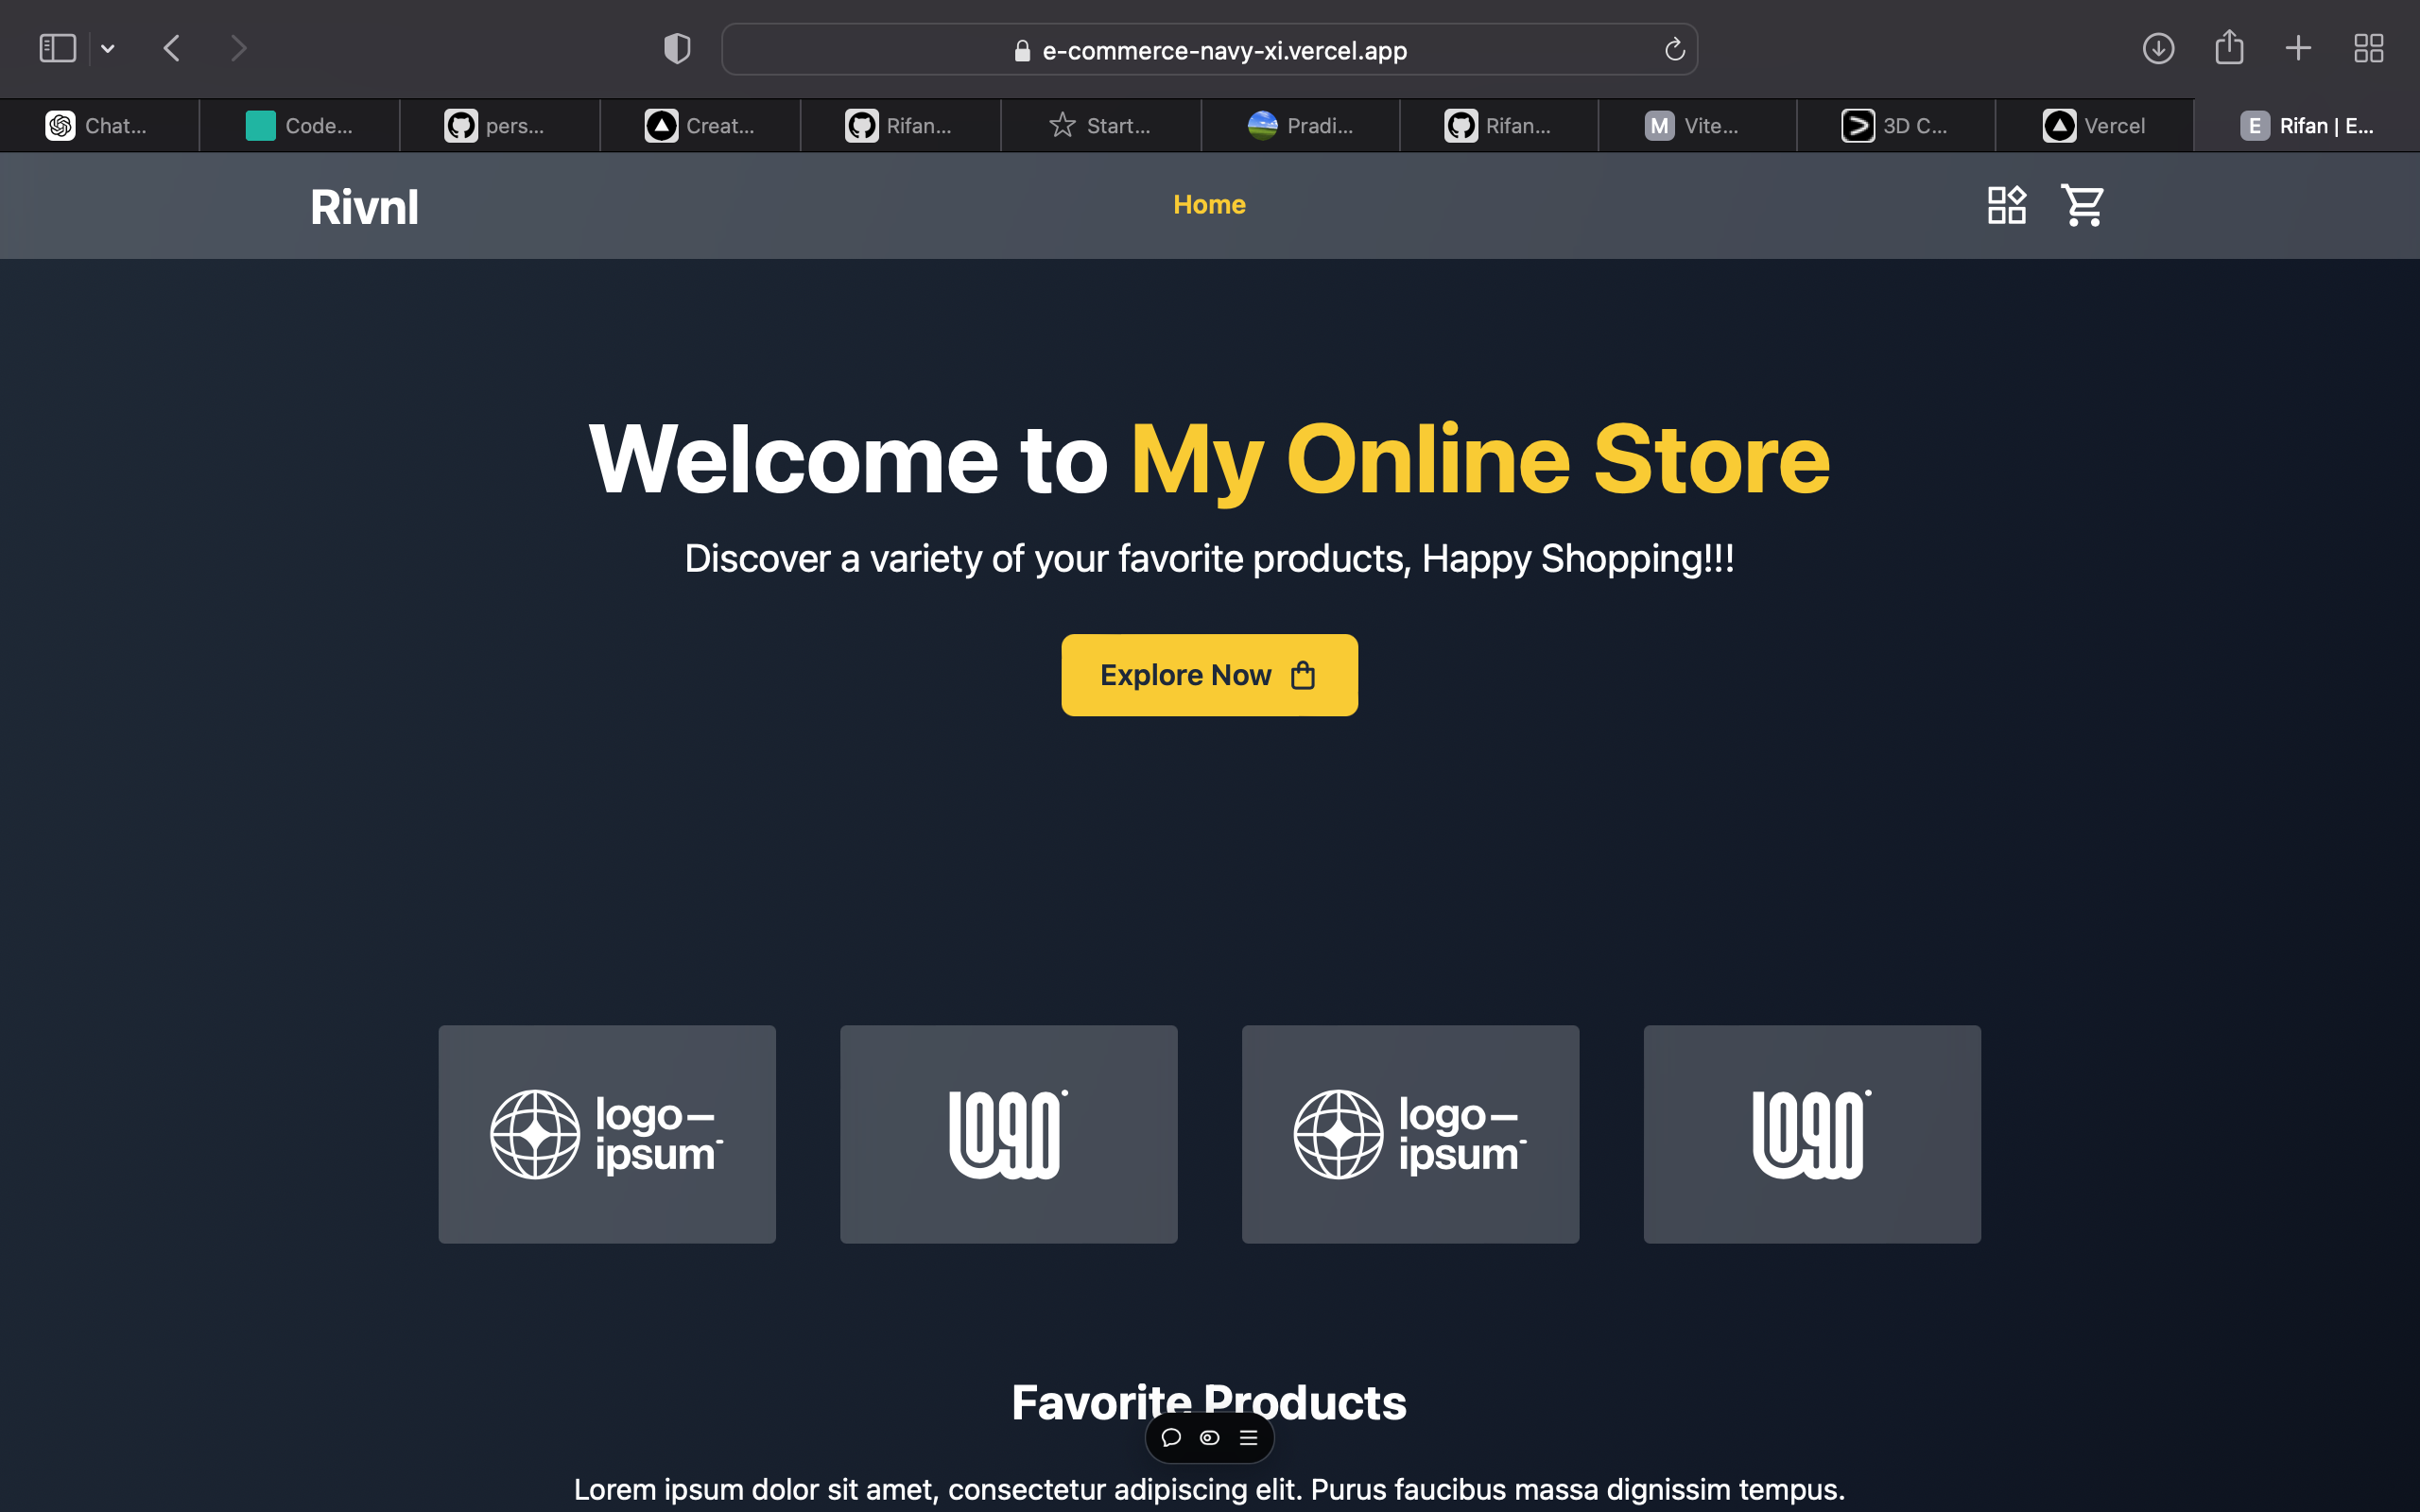 e-commerce-navy-xi.vercel.app
Chat...
Code...
pers...
Creat...
Rifan...
Start...
Pradi...
Rifan...
M Vite...
3D C...
Vercel
E Rifan | E...
Rivnl
Home
Welcome to My Online Store
Discover a variety of your favorite products, Happy Shopping!!!
Explore Now
logo—
ipsum
logo
logo—
ipsum
logo
Favorite Products
Lorem ipsum dolor sit amet, consectetur adipiscing elit. Purus faucibus massa dignissim tempus.